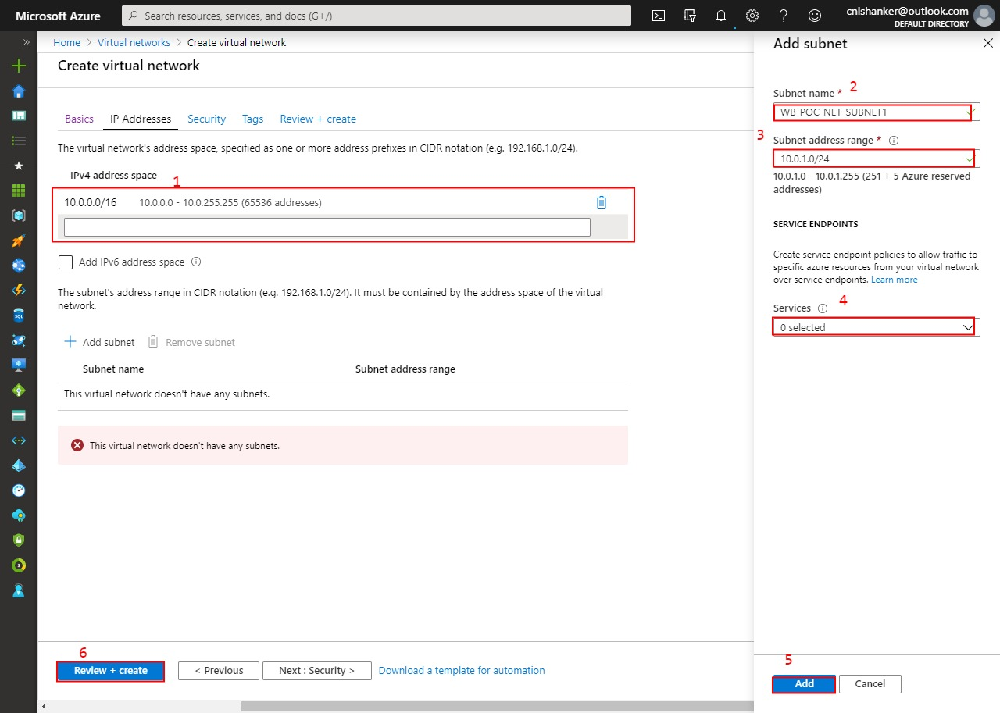 Microsoft Azure
Search resources, services, and docs (G+/)
cnlshanker@outlook.com
DEFAULT DIRECTORY
Home > Virtual networks > Create virtual network
Create virtual network
Basics IP Addresses Security Tags Review + create
The virtual network's address space, specified as one or more address prefixes in CIDR notation (e.g. 192.168.1.0/24).
IPv4 address space
1
10.0.0.0/16 10.0.0.0 - 10.0.255.255 (65536 addresses)
Add IPv6 address space
The subnet's address range in CIDR notation (e.g. 192.168.1.0/24). It must be contained by the address space of the virtual
network.
+ Add subnet Remove subnet
Subnet name Subnet address range
This virtual network doesn't have any subnets.
This virtual network doesn't have any subnets.
6
Review + create < Previous Next : Security > Download a template for automation
Add subnet
Subnet name * 2
WB-POC-NET-SUBNET1
3 Subnet address range *
10.0.1.0/24
10.0.1.0 - 10.0.1.255 (251 + 5 Azure reserved
addresses)
SERVICE ENDPOINTS
Create service endpoint policies to allow traffic to
specific azure resources from your virtual network
over service endpoints. Learn more
Services 4
0 selected
5
Add Cancel